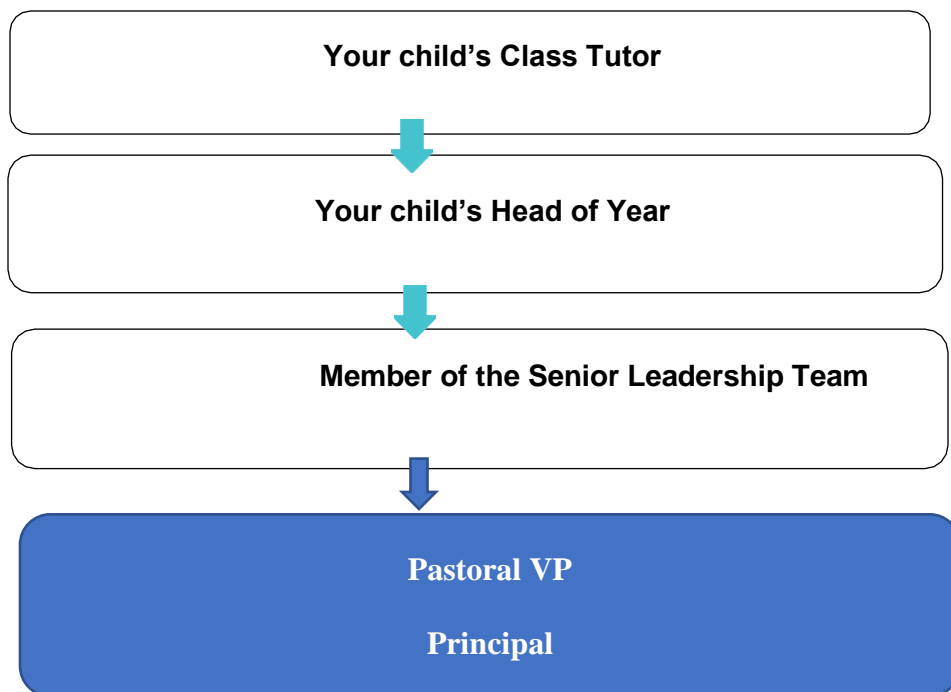 Your child’s Class Tutor
Your child’s Head of Year
Member of the Senior Leadership Team
Pastoral VP
Principal